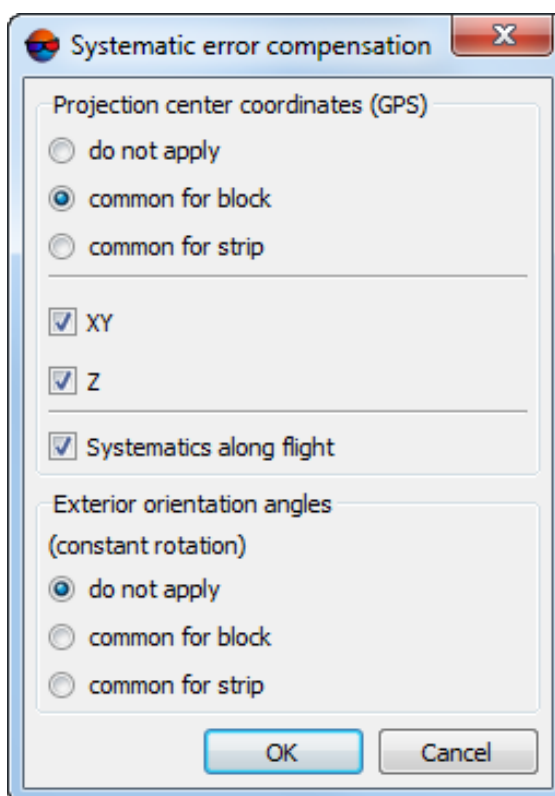 Systematic error compensation
Projection center coordinates (GPS)
do not apply
common for block
common for strip
XY
Z
Systematics along flight
Exterior orientation angles
(constant rotation)
do not apply
common for block
common for strip
OK Cancel